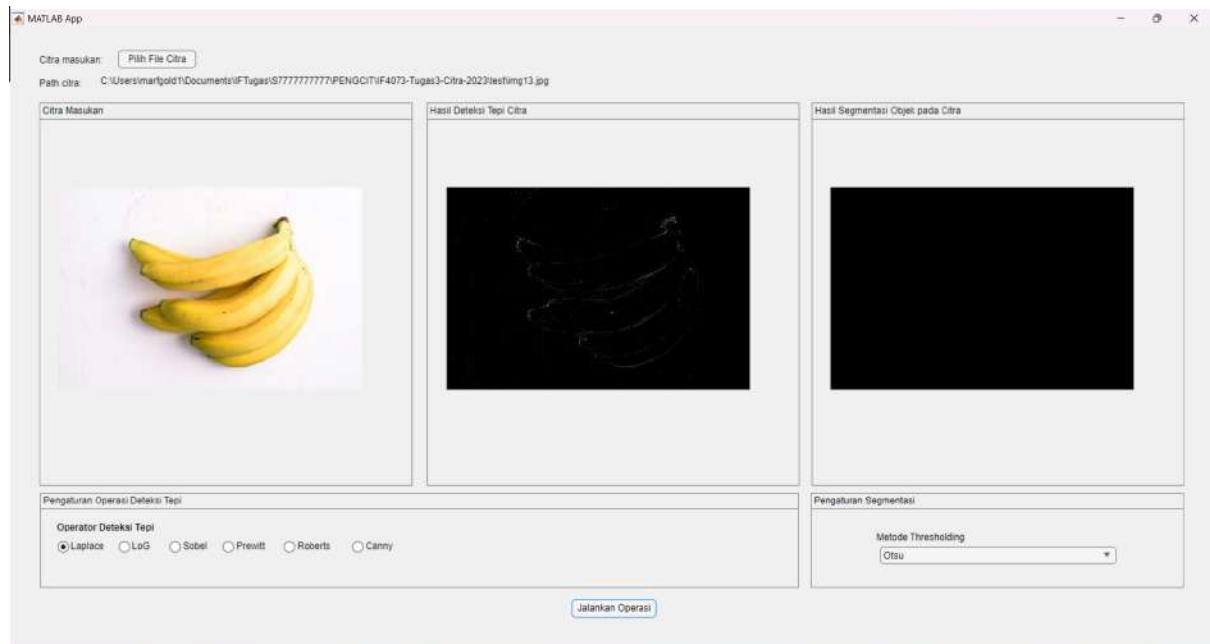 MATLAB App
Citra masukan: Pilih File Citra
Path citra: C:\Users\marfgold1\Documents\IFTugas\S7777777777\PENGCIT\IF4073-Tugas3-Citra-2023\test\img13.jpg
Citra Masukan
Hasil Deteksi Tepi Citra
Hasil Segmentasi Objek pada Citra
Pengaturan Operasi Deteksi Tepi
Operator Deteksi Tepi
Laplace LoG Sobel Prewitt Roberts Canny
Pengaturan Segmentasi
Metode Thresholding
Otsu
Jalankan Operasi